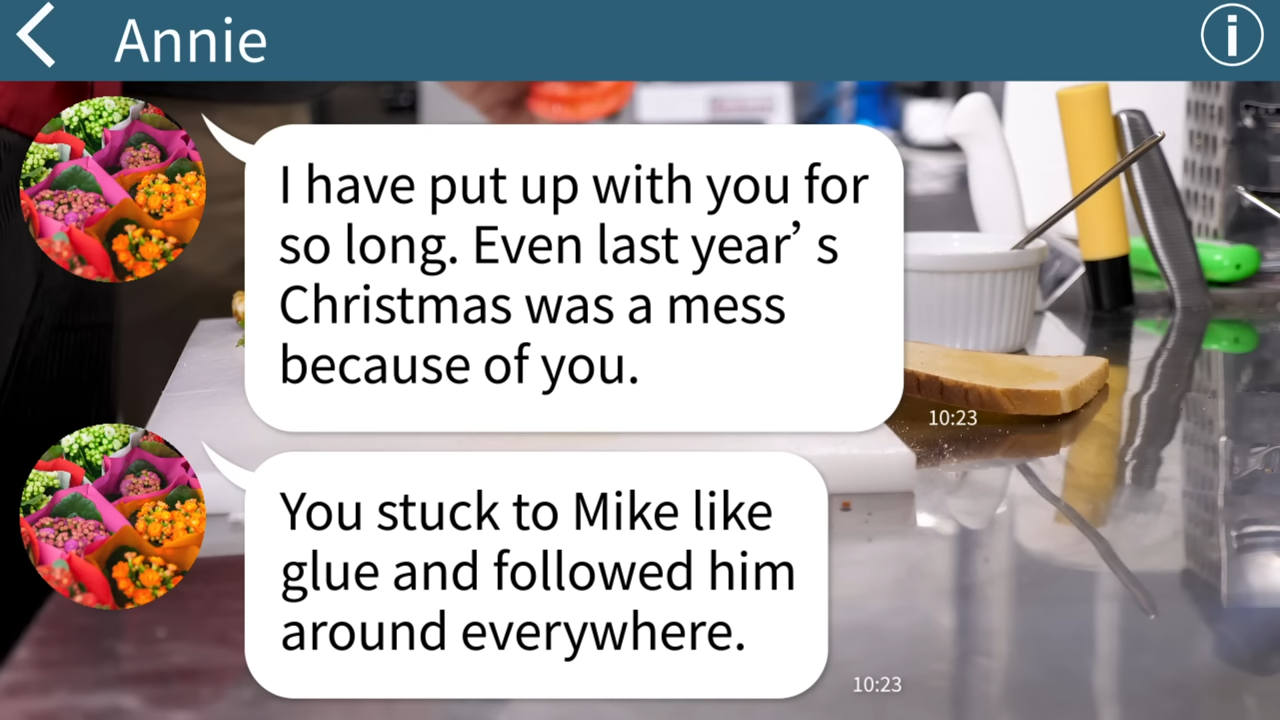 Annie
I have put up with you for
so long. Even last year’ s
Christmas was a mess
because of you.
10:23
You stuck to Mike like
glue and followed him
around everywhere.
10:23